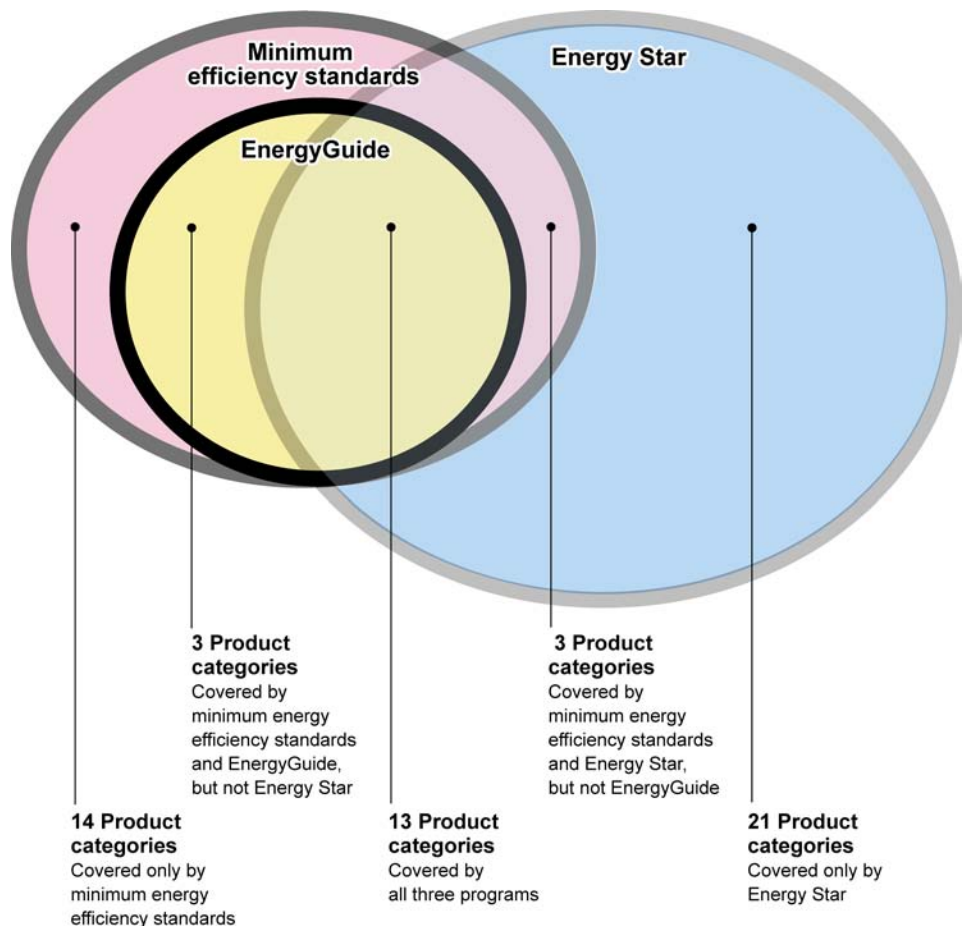 Minimum
efficiency standards
Energy Star
EnergyGuide
3 Product
categories
Covered by
minimum energy
efficiency standards
and EnergyGuide,
but not Energy Star
3 Product
categories
Covered by
minimum energy
efficiency standards
and Energy Star,
but not EnergyGuide
14 Product
categories
Covered only by
minimum energy
efficiency standards
13 Product
categories
Covered by
all three programs
21 Product
categories
Covered only by
Energy Star